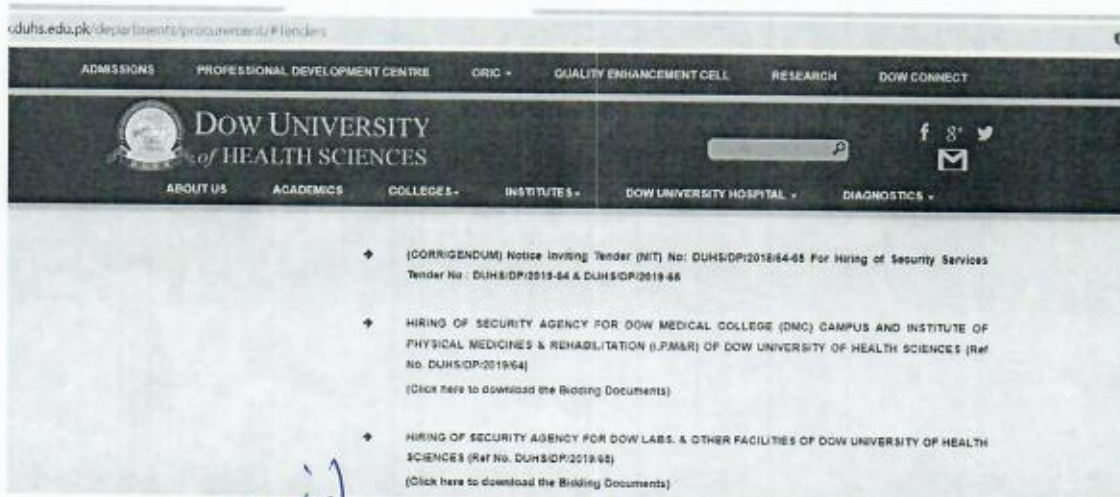 .duhs.edu.pk/departments/procurement/#Tenders
ADMISSIONS PROFESSIONAL DEVELOPMENT CENTRE ORIC QUALITY ENHANCEMENT CELL RESEARCH DOW CONNECT
DOW UNIVERSITY
of HEALTH SCIENCES
f 8+
ABOUT US ACADEMICS COLLEGES INSTITUTES DOW UNIVERSITY HOSPITAL DIAGNOSTICS
(CORRIGENDUM) Notice Inviting Tender (NIT) No: DUHS/DP/2018/64-65 For Hiring of Security Services
Tender No : DUHS/DP/2019-64 & DUHS/DP/2019-65
HIRING OF SECURITY AGENCY FOR DOW MEDICAL COLLEGE (DMC) CAMPUS AND INSTITUTE OF
PHYSICAL MEDICINES & REHABILITATION (I.P.M&R) OF DOW UNIVERSITY OF HEALTH SCIENCES (Ref
No. DUHS/DP/2019/64)
(Click here to download the Bidding Documents)
HIRING OF SECURITY AGENCY FOR DOW LABS. & OTHER FACILITIES OF DOW UNIVERSITY OF HEALTH
SCIENCES (Ref No. DUHS/DP/2019/65)
(Click here to download the Bidding Documents)